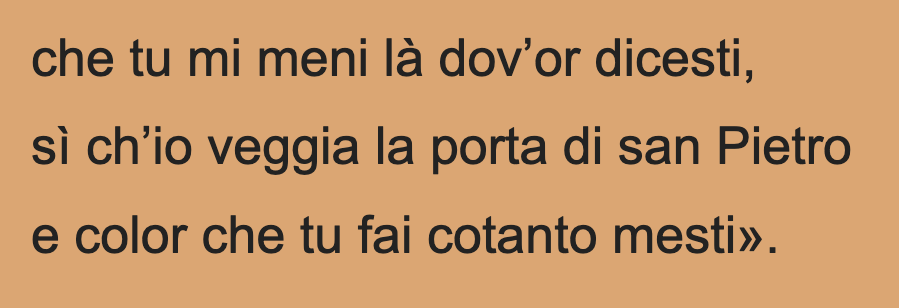 che tu mi meni là dov’or dicesti,
sì ch’io veggia la porta di san Pietro
e color che tu fai cotanto mesti».